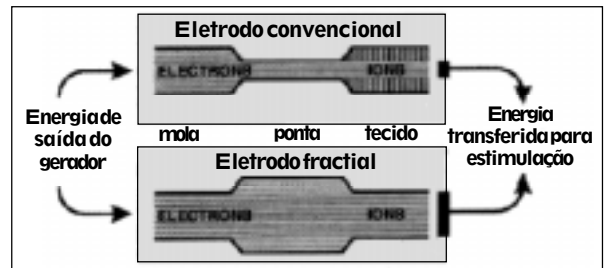 Eletrodo convencional
ELECTRONS IONS
Energia de
saída do
gerador
mola ponta tecido
Energia
transferida para
estimulação
Eletrodo fractial
ELECTRONS IONS